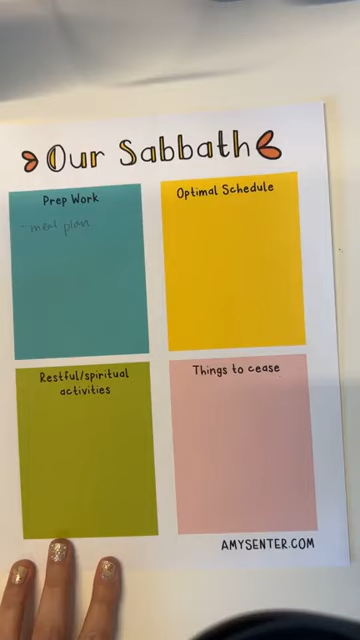 Our Sabbath
Prep Work
- meal plan
Optimal Schedule
Restful/spiritual
activities
Things to cease
AMYSENTER.COM